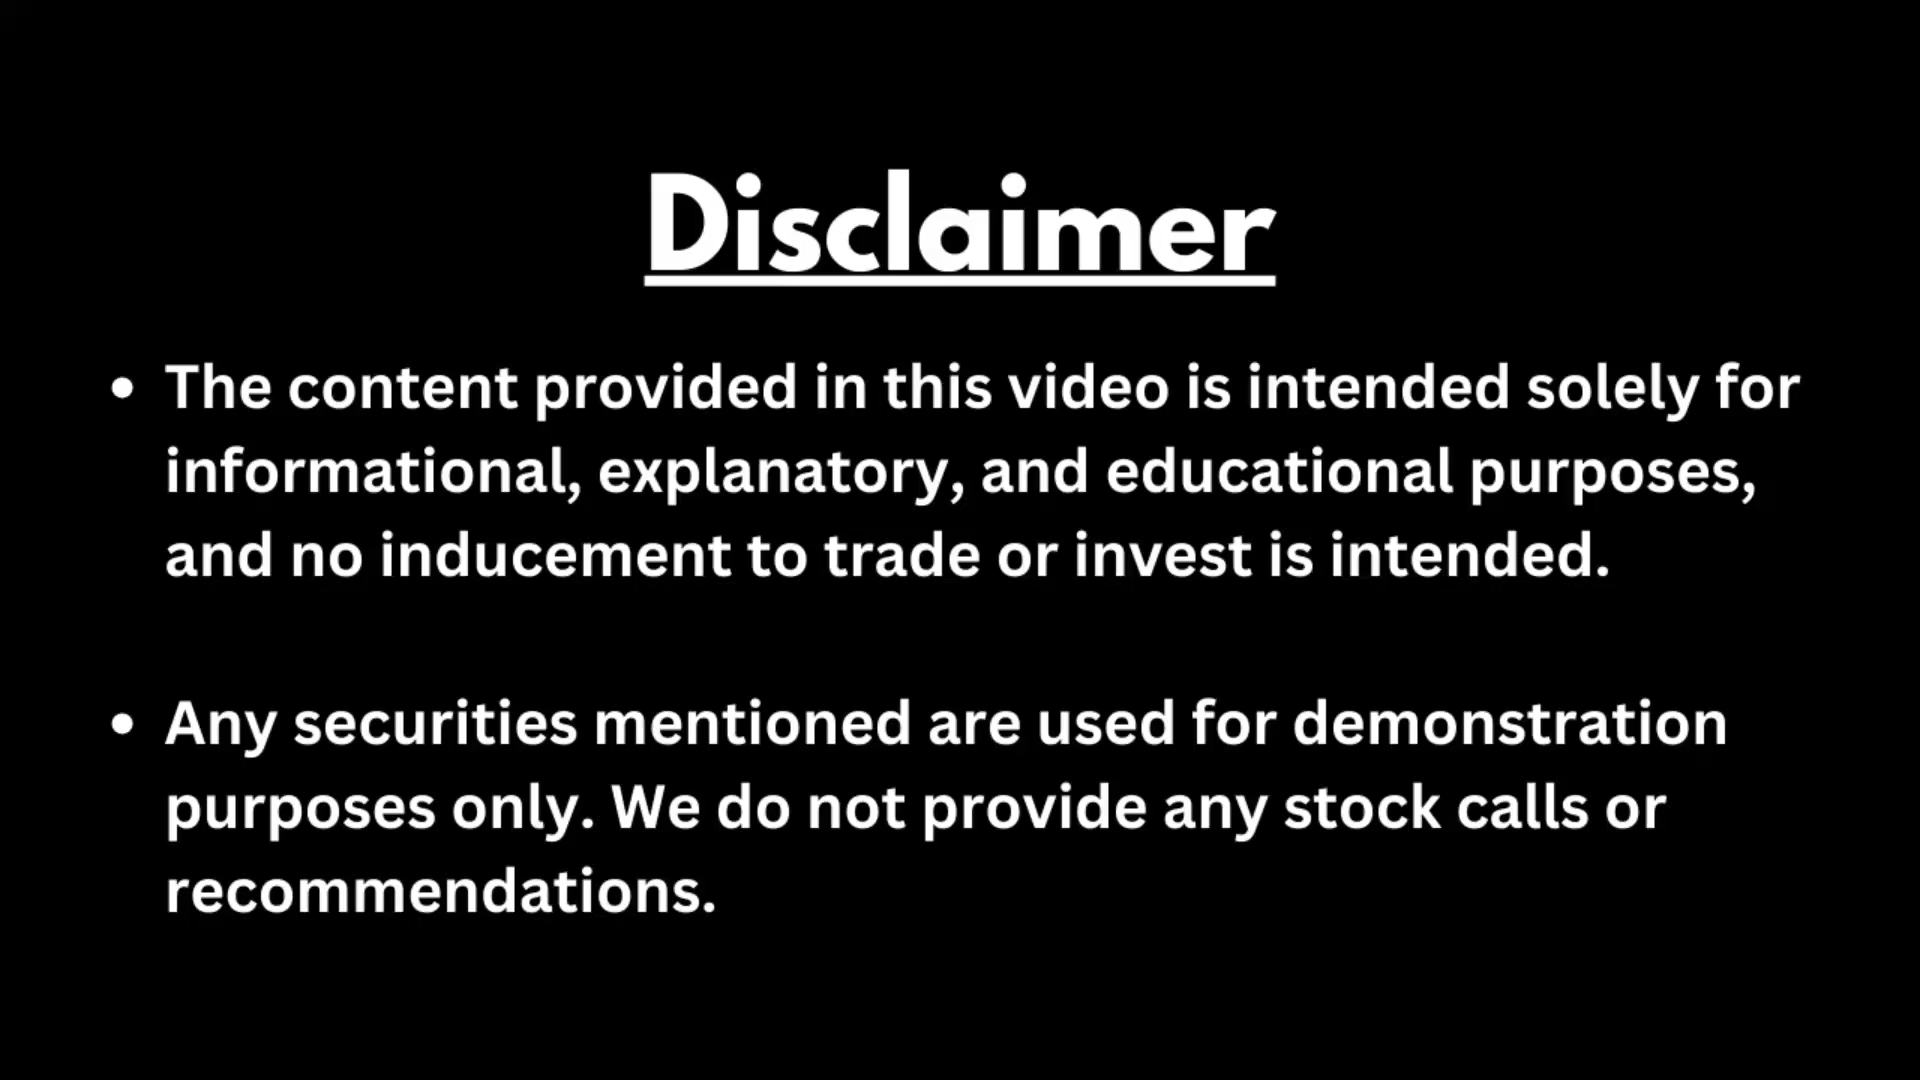 Disclaimer
• The content provided in this video is intended solely for
informational, explanatory, and educational purposes,
and no inducement to trade or invest is intended.
• Any securities mentioned are used for demonstration
purposes only. We do not provide any stock calls or
recommendations.